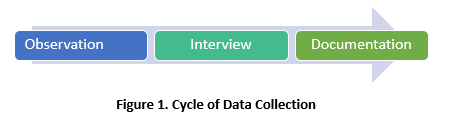 Observation Interview Documentation
Figure 1. Cycle of Data Collection